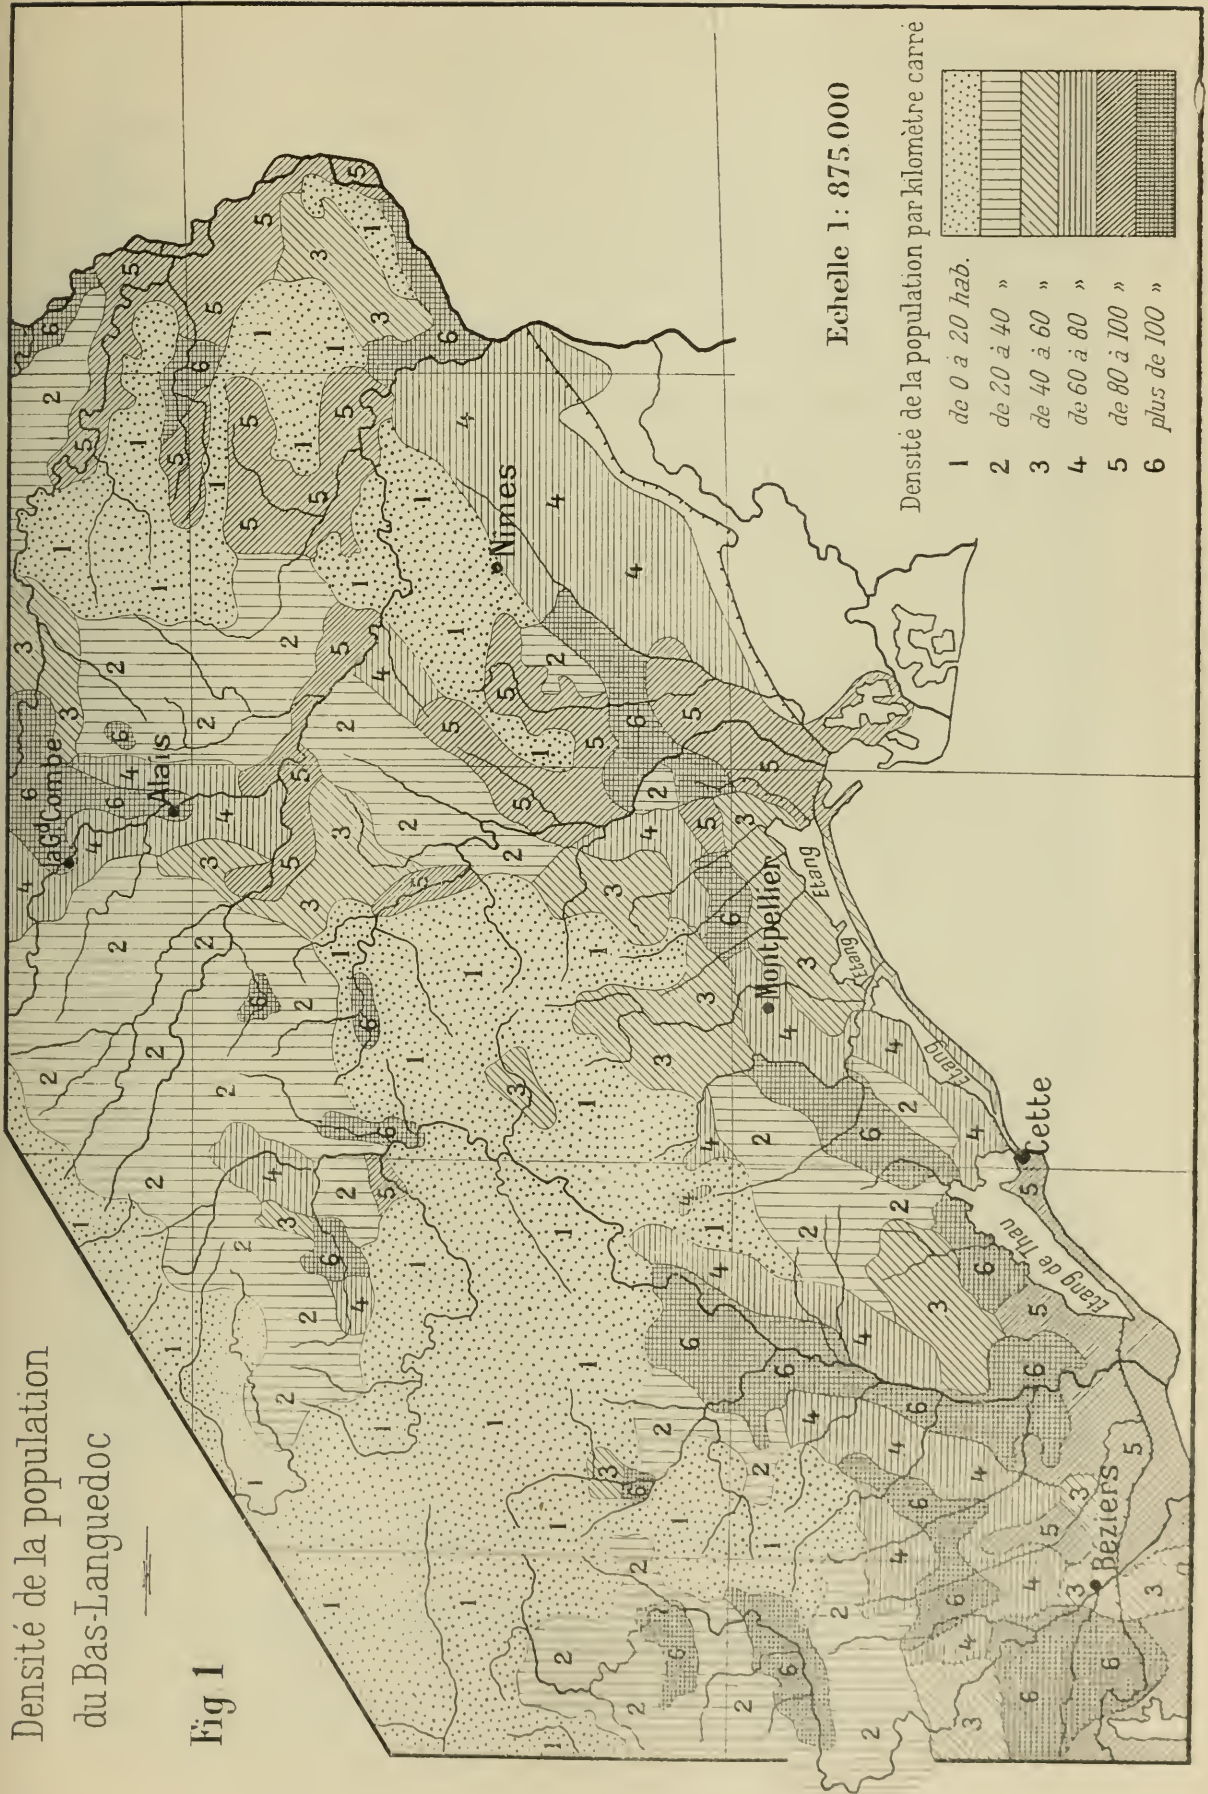 Densité de la population
du Bas-Languedoc
Fig 1
la Gd Combe
Alais
Nimes
Montpellier
Etang
Etang
Etang
Cette
Etang de Thau
Béziers
Echelle 1: 875.000
Densité de la population par kilomètre carré
1 de 0 à 20 hab.
2 de 20 à 40 »
3 de 40 à 60 »
4 de 60 à 80 »
5 de 80 à 100 »
6 plus de 100 »